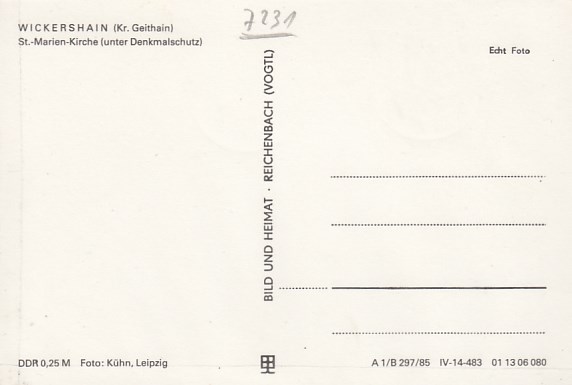 WICKERSHAIN (Kr. Geithain)
St.-Marien-Kirche (unter Denkmalschutz)
7231
Echt Foto
BILD UND HEIMAT · REICHENBACH (VOGTL)
DDR 0,25 M Foto: Kühn, Leipzig
A 1/B 297/85 IV-14-483 01 13 06 080